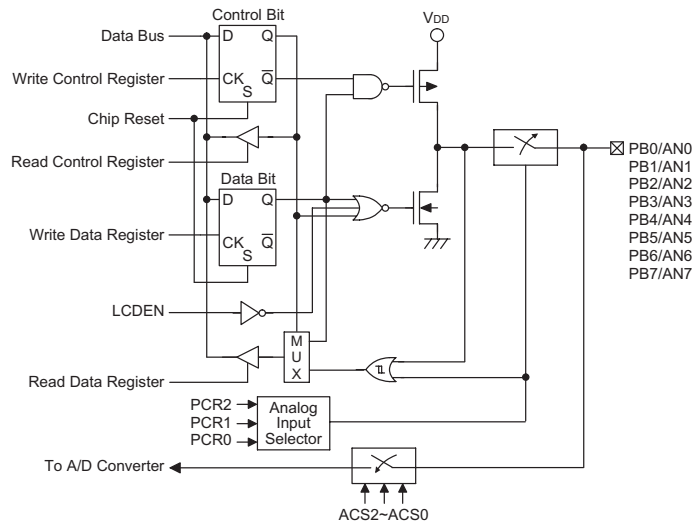 Control Bit
VDD
Data Bus
D Q
Write Control Register
CK Q
S
Chip Reset
Read Control Register
Data Bit
D Q
Write Data Register
CK Q
S
LCDEN
M
U
X
Read Data Register
PCR2
PCR1
PCR0
Analog
Input
Selector
To A/D Converter
ACS2~ACS0
PB0/AN0
PB1/AN1
PB2/AN2
PB3/AN3
PB4/AN4
PB5/AN5
PB6/AN6
PB7/AN7